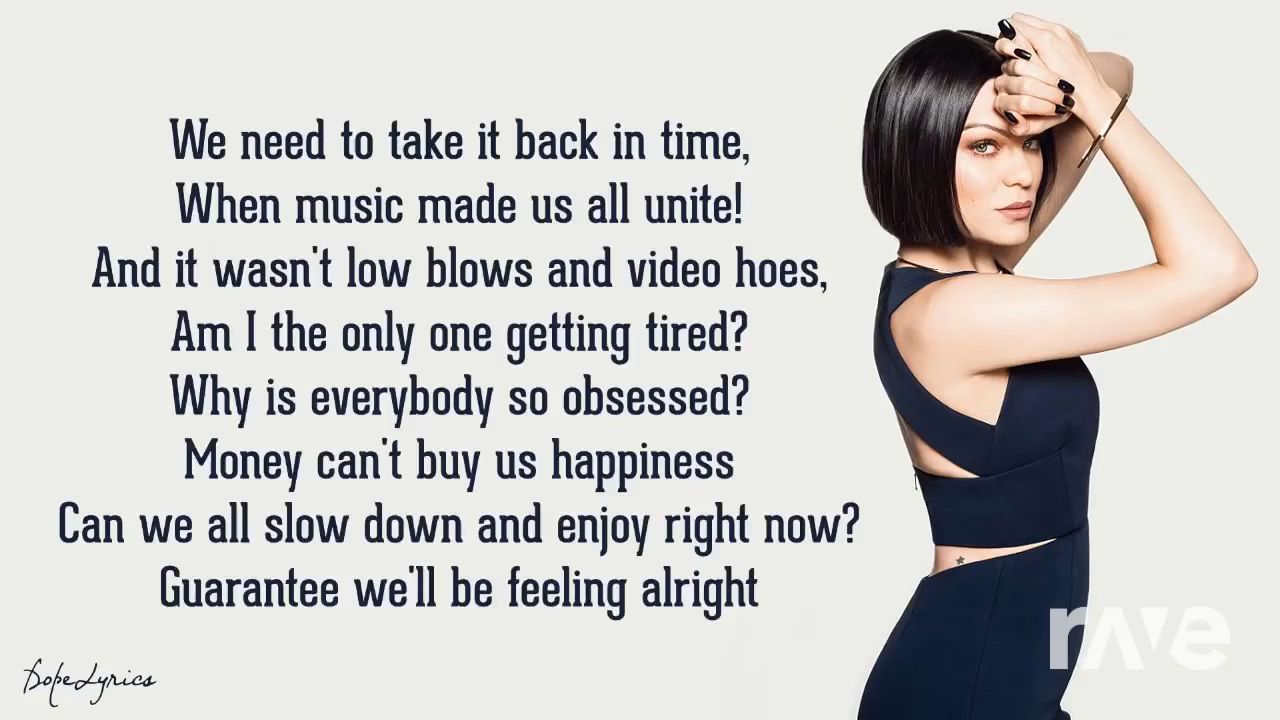 We need to take it back in time,
When music made us all unite!
And it wasn't low blows and video hoes,
Am I the only one getting tired?
Why is everybody so obsessed?
Money can't buy us happiness
Can we all slow down and enjoy right now?
Guarantee we'll be feeling alright
DopeLyrics
rave